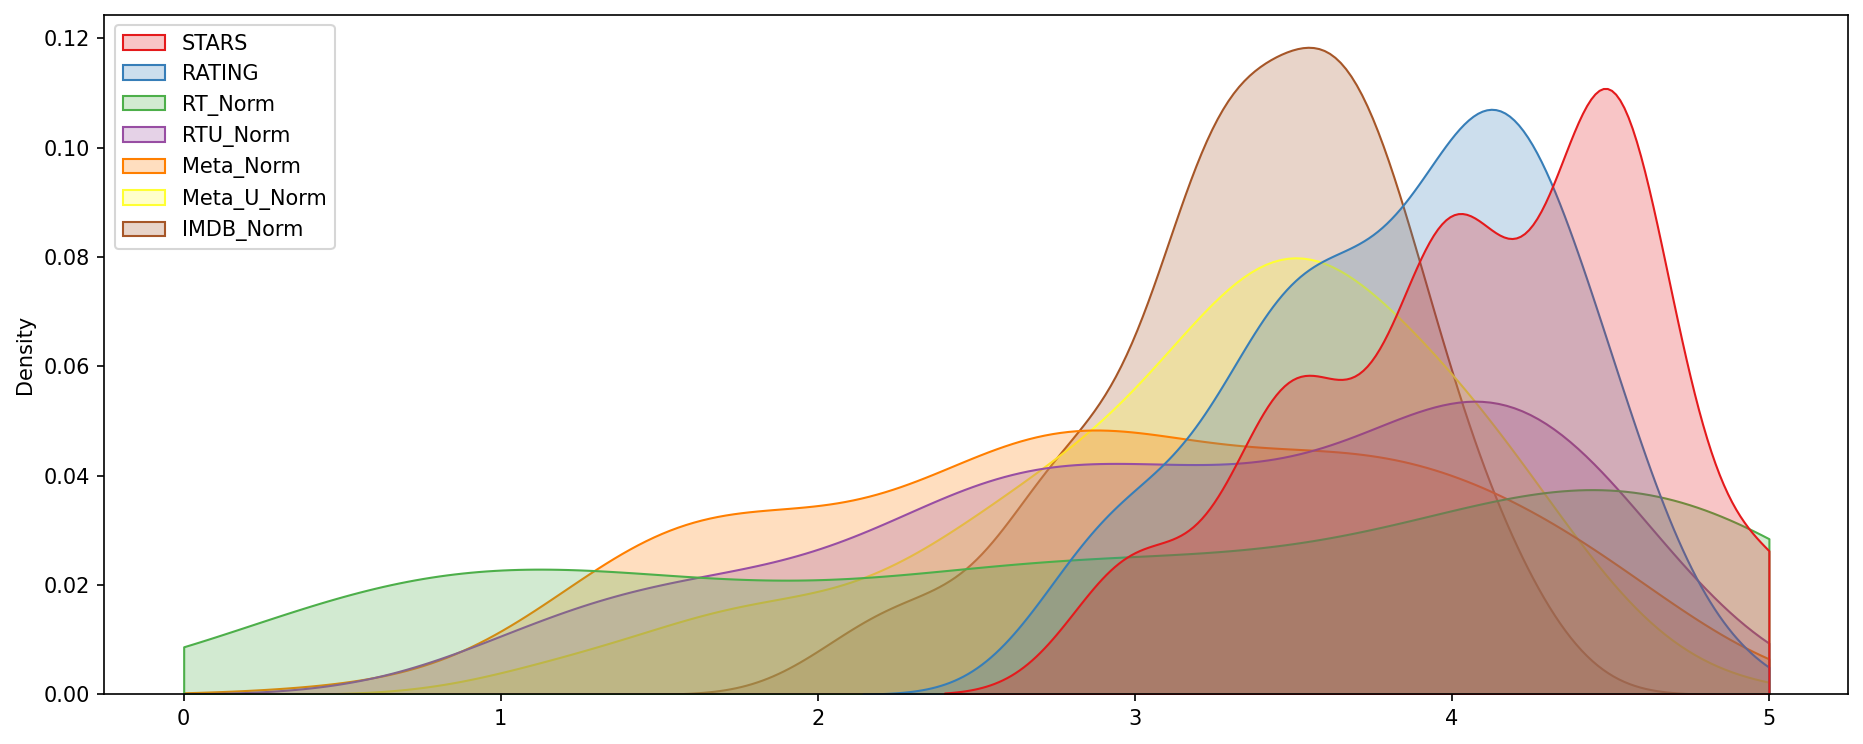 STARS
RATING
RT_Norm
RTU_Norm
Meta_Norm
Meta_U_Norm
IMDB_Norm
Density
0.12
0.10
0.08
0.06
0.04
0.02
0.00
0 1 2 3 4 5